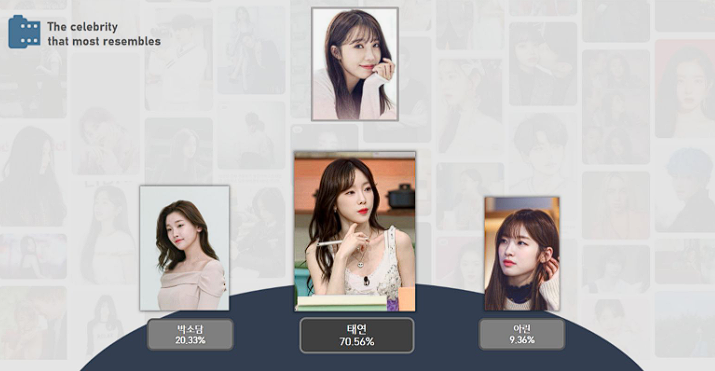 The celebrity
that most resembles
박소담
20.33%
태연
70.56%
아린
9.36%